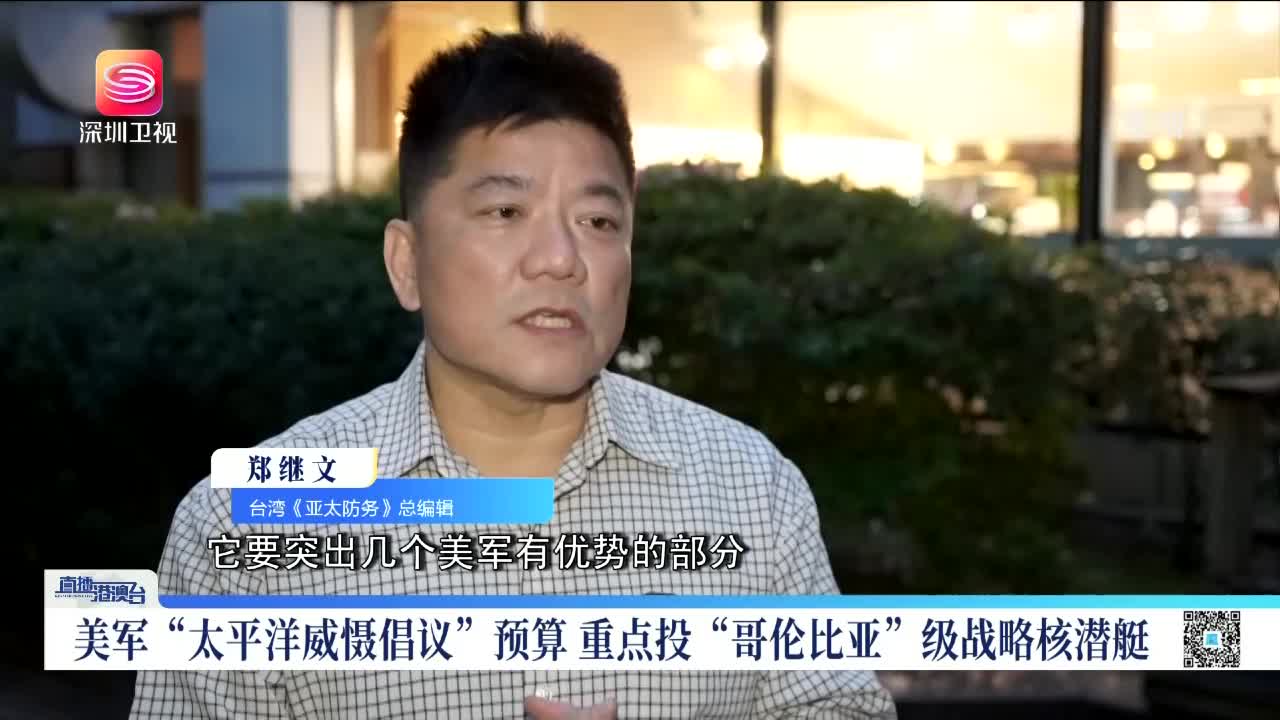 深圳卫视
郑继文
台湾《亚太防务》总编辑
它要突出几个美军有优势的部分
直播港澳台
美军“太平洋威慑倡议”预算 重点投“哥伦比亚”级战略核潜艇